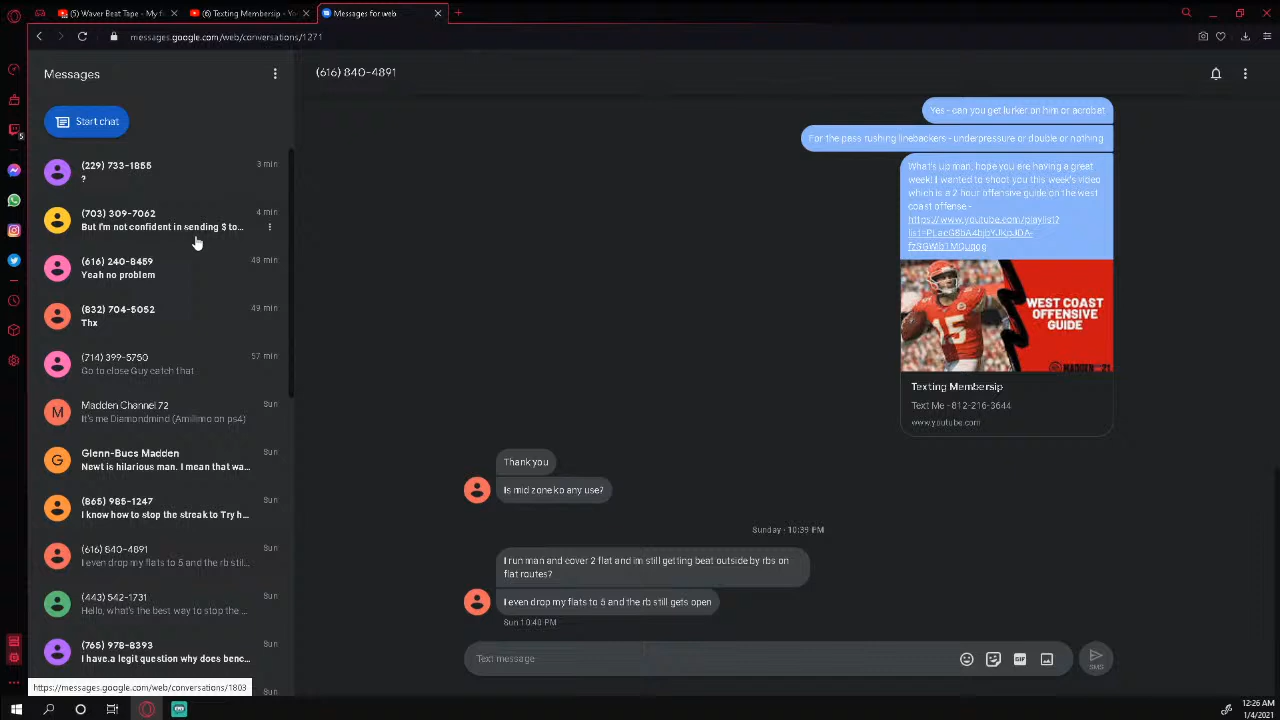 (5) Waver Beat Tape - My f
(6) Texting Membership - Yo
Messages for web
messages.google.com/web/conversations/1271
Messages
(616) 840-4891
Start chat
(229) 733-1855
3 min
?
(703) 309-7062
4 min
But I'm not confident in sending $ to...
(616) 240-8459
48 min
Yeah no problem
(832) 704-5052
49 min
Thx
(714) 399-5750
57 min
Go to close Guy catch that
M
Madden Channel 72
Sun
It's me Diamondmind (Amillmo on ps4)
G
Glenn-Bucs Madden
Sun
Newt is hilarious man. I mean that wa...
(865) 985-1247
Sun
I know how to stop the streak to Try h...
(616) 840-4891
Sun
I even drop my flats to 5 and the rb stil...
(443) 542-1731
Sun
Hello, what's the best way to stop the ...
(765) 978-8393
Sun
I have.a legit question why does benc...
Sun
https://messages.google.com/web/conversations/1803
Yes - can you get lurker on him or acrobat
For the pass rushing linebackers - underpressure or double or nothing
What's up man, hope you are having a great
week! I wanted to shoot you this week's video
which is a 2 hour offensive guide on the west
coast offense -
https://www.youtube.com/playlist?
WEST COAST
OFFENSIVE
GUIDE
MADDEN 21
Texting Membersip
Text Me - 812-216-3644
www.youtube.com
Thank you
Is mid zone ko any use?
Sunday · 10:39 PM
I run man and cover 2 flat and im still getting beat outside by rbs on
flat routes?
I even drop my flats to 5 and the rb still gets open
Sun 10:40 PM
Text message
GIF
SMS
5
12:26 AM
1/4/2021